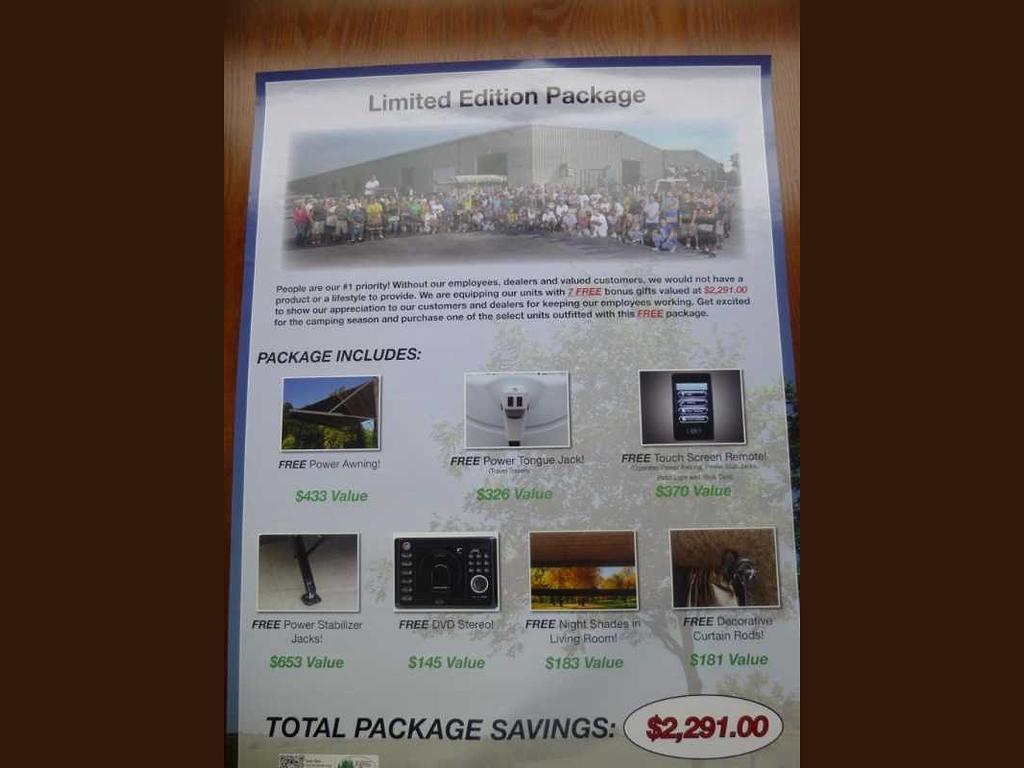 Limited Edition Package
People are our #1 priority! Without our employees, dealers and valued customers, we would not have a
product or a lifestyle to provide. We are equipping our units with 7 FREE bonus gifts valued at $2,291.00
to show our appreciation to our customers and dealers for keeping our employees working. Get excited
for the camping season and purchase one of the select units outfitted with this FREE package.
PACKAGE INCLUDES:
FREE Power Awning!
$433 Value
FREE Power Tongue Jack!
(Travel Trailers)
$326 Value
FREE Touch Screen Remote!
$370 Value
FREE Power Stabilizer
Jacks!
$653 Value
FREE DVD Stereo!
$145 Value
FREE Night Shades in
Living Room!
$183 Value
FREE Decorative
Curtain Rods!
$181 Value
TOTAL PACKAGE SAVINGS: $2,291.00